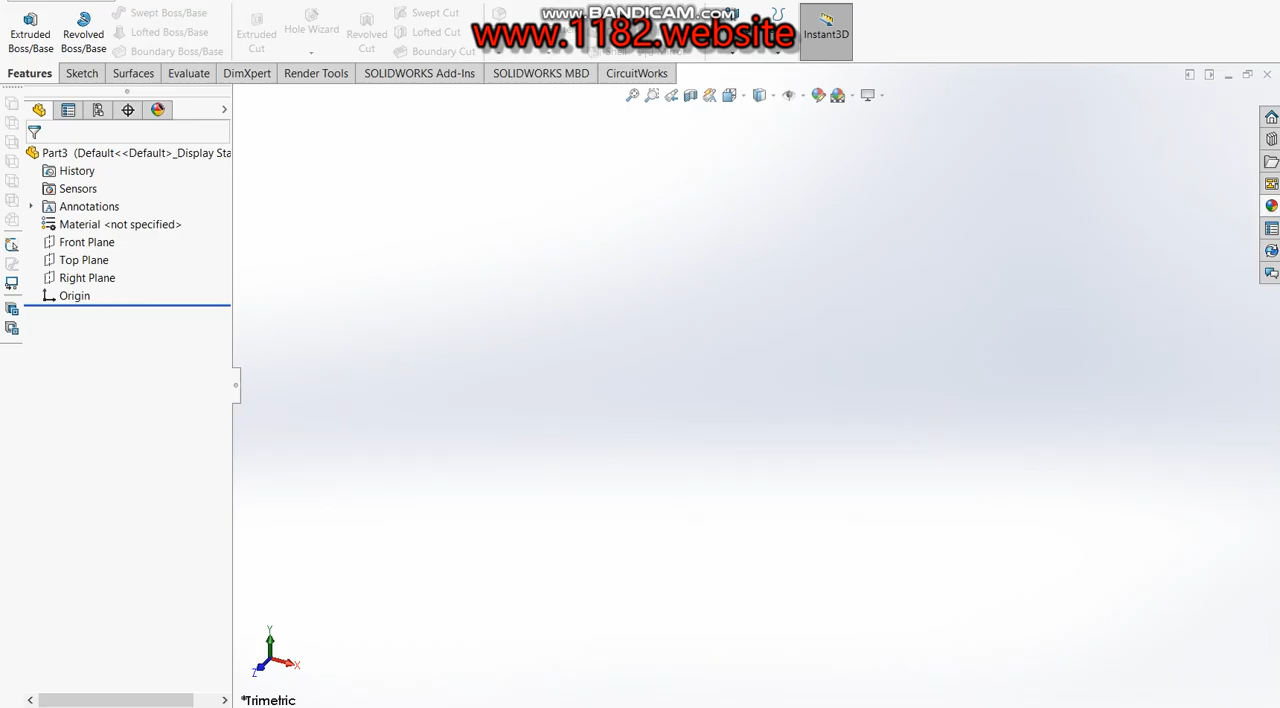 www.BANDICAM.com
www.1182.website
Extruded Boss/Base
Revolved Boss/Base
Swept Boss/Base
Lofted Boss/Base
Boundary Boss/Base
Extruded Cut
Hole Wizard
Revolved Cut
Swept Cut
Lofted Cut
Boundary Cut
Instant3D
Features
Sketch
Surfaces
Evaluate
DimXpert
Render Tools
SOLIDWORKS Add-Ins
SOLIDWORKS MBD
CircuitWorks
Part3 (Default<<Default>_Display Sta
History
Sensors
Annotations
Material <not specified>
Front Plane
Top Plane
Right Plane
Origin
Y
X
Z
*Trimetric